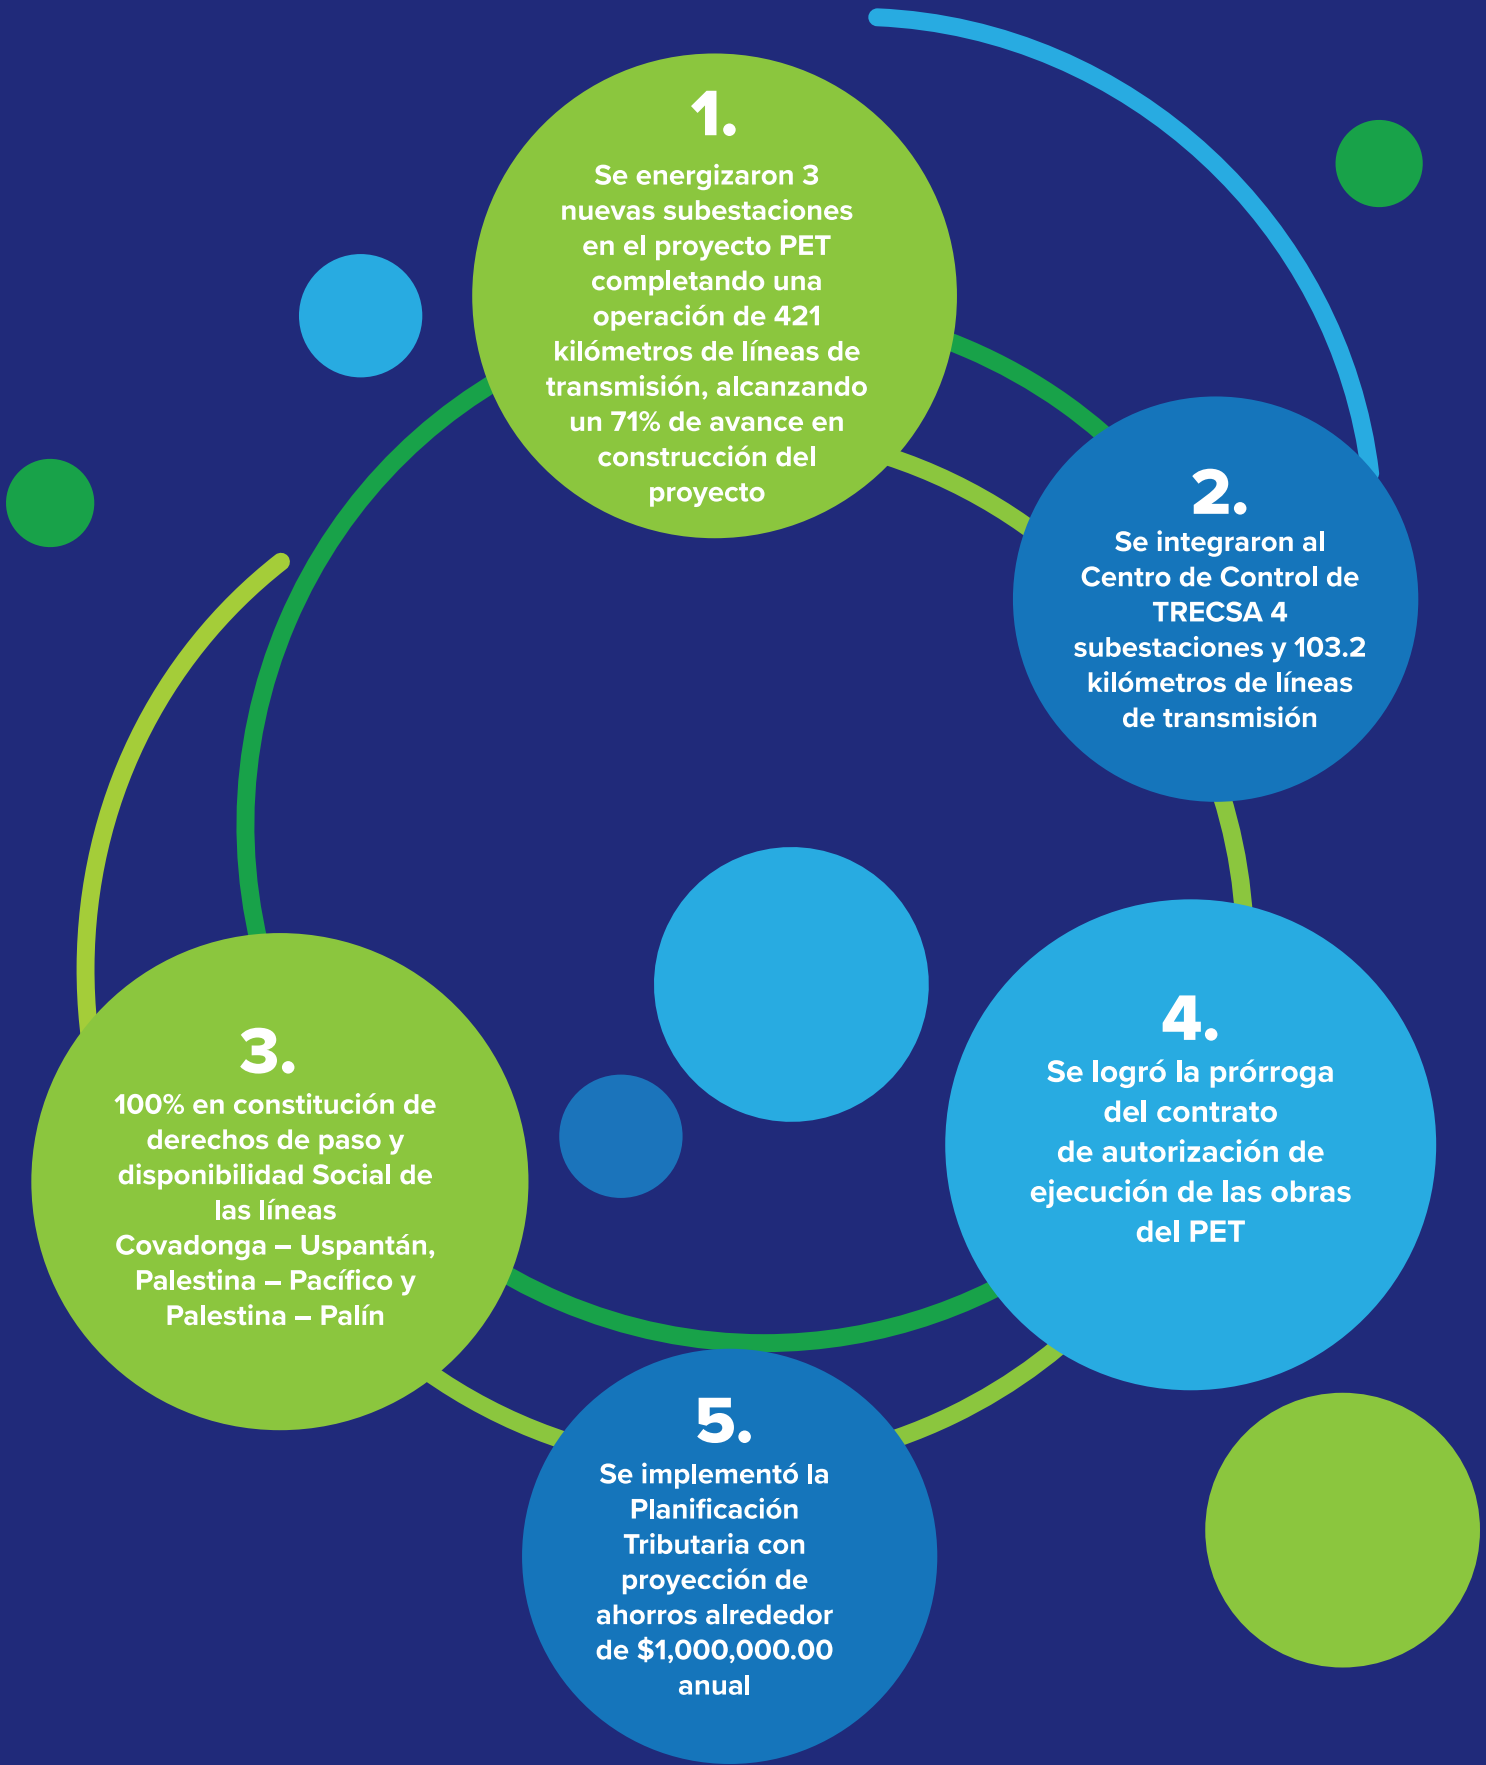 1.
Se energizaron 3
nuevas subestaciones
en el proyecto PET
completando una
operación de 421
kilómetros de líneas de
transmisión, alcanzando
un 71% de avance en
construcción del
proyecto
2.
Se integraron al
Centro de Control de
TRECSA 4
subestaciones y 103.2
kilómetros de líneas
de transmisión
3.
100% en constitución de
derechos de paso y
disponibilidad Social de
las líneas
Covadonga – Uspantán,
Palestina – Pacífico y
Palestina – Palín
4.
Se logró la prórroga
del contrato
de autorización de
ejecución de las obras
del PET
5.
Se implementó la
Planificación
Tributaria con
proyección de
ahorros alrededor
de $1,000,000.00
anual